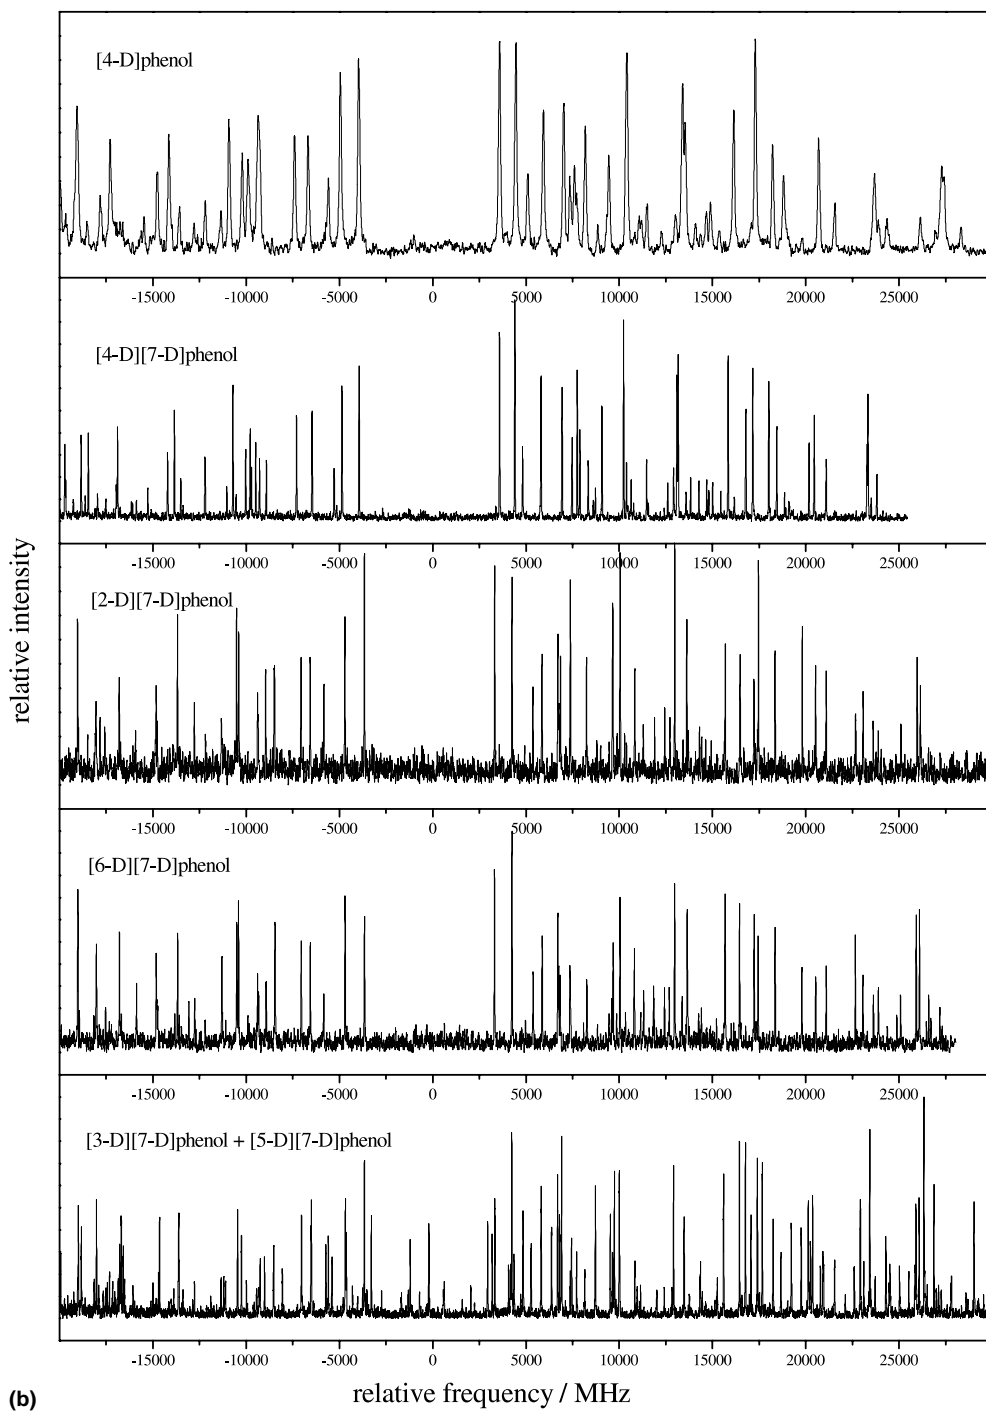 [4-D]phenol
-15000 -10000 -5000 0 5000 10000 15000 20000 25000
[4-D][7-D]phenol
-15000 -10000 -5000 0 5000 10000 15000 20000 25000
[2-D][7-D]phenol
-15000 -10000 -5000 0 5000 10000 15000 20000 25000
[6-D][7-D]phenol
-15000 -10000 -5000 0 5000 10000 15000 20000 25000
[3-D][7-D]phenol + [5-D][7-D]phenol
-15000 -10000 -5000 0 5000 10000 15000 20000 25000
relative intensity
relative frequency / MHz
(b)